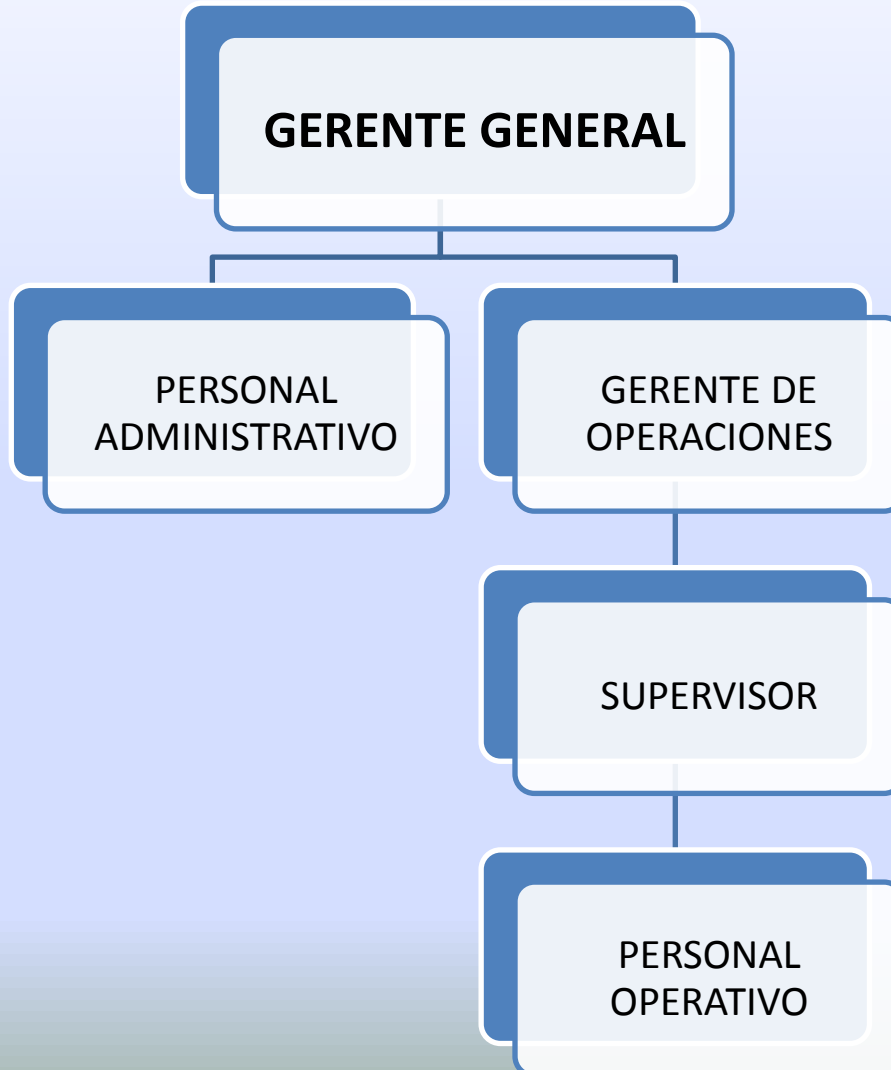 GERENTE GENERAL
PERSONAL
ADMINISTRATIVO
GERENTE DE
OPERACIONES
SUPERVISOR
PERSONAL
OPERATIVO